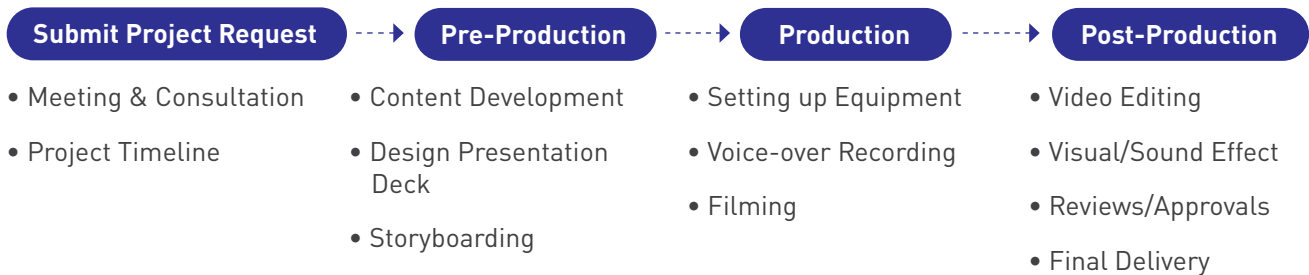 Submit Project Request
• Meeting & Consultation
• Project Timeline
Pre-Production
• Content Development
• Design Presentation
Deck
• Storyboarding
Production
• Setting up Equipment
• Voice-over Recording
• Filming
Post-Production
• Video Editing
• Visual/Sound Effect
• Reviews/Approvals
• Final Delivery